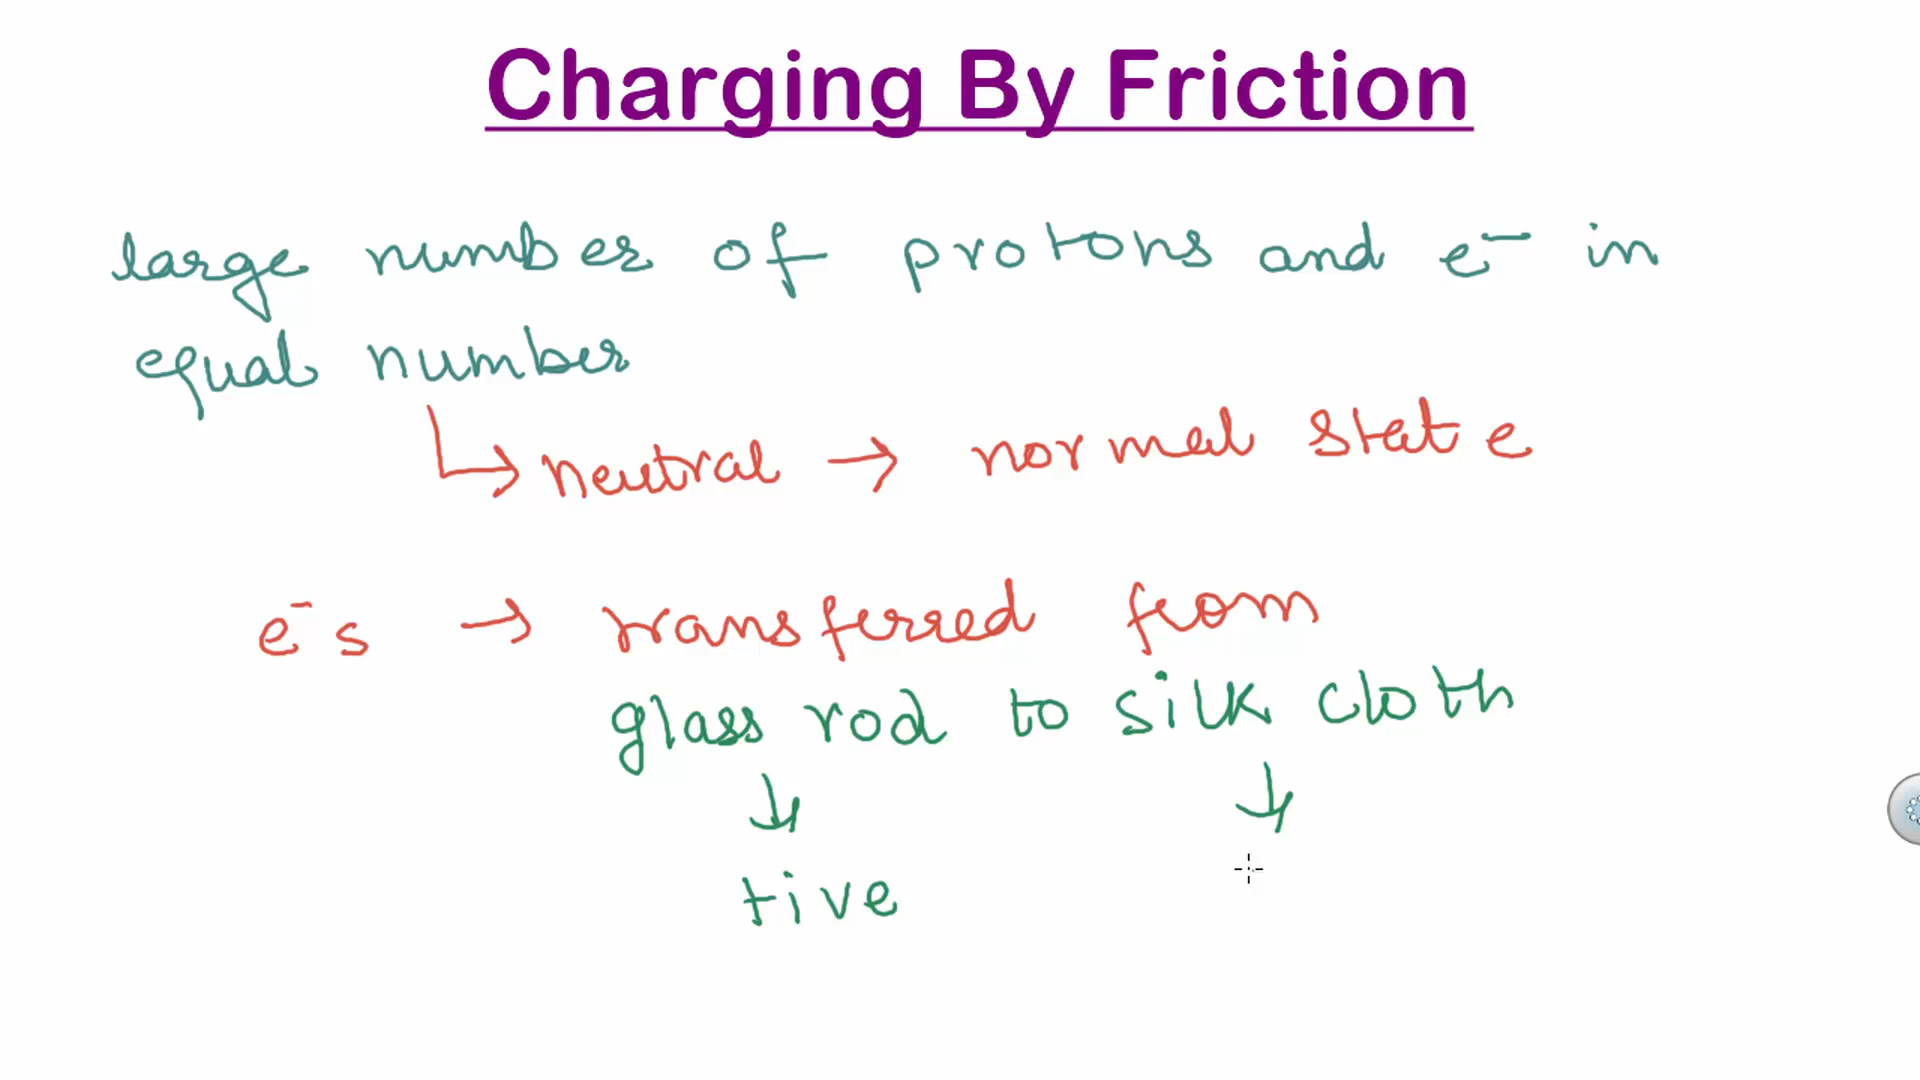 Charging By Friction
large number of protons and e⁻ in
equal number
↳ neutral → normal state
e⁻s → transferred from
glass rod to silk cloth
↓ ↓
+ive